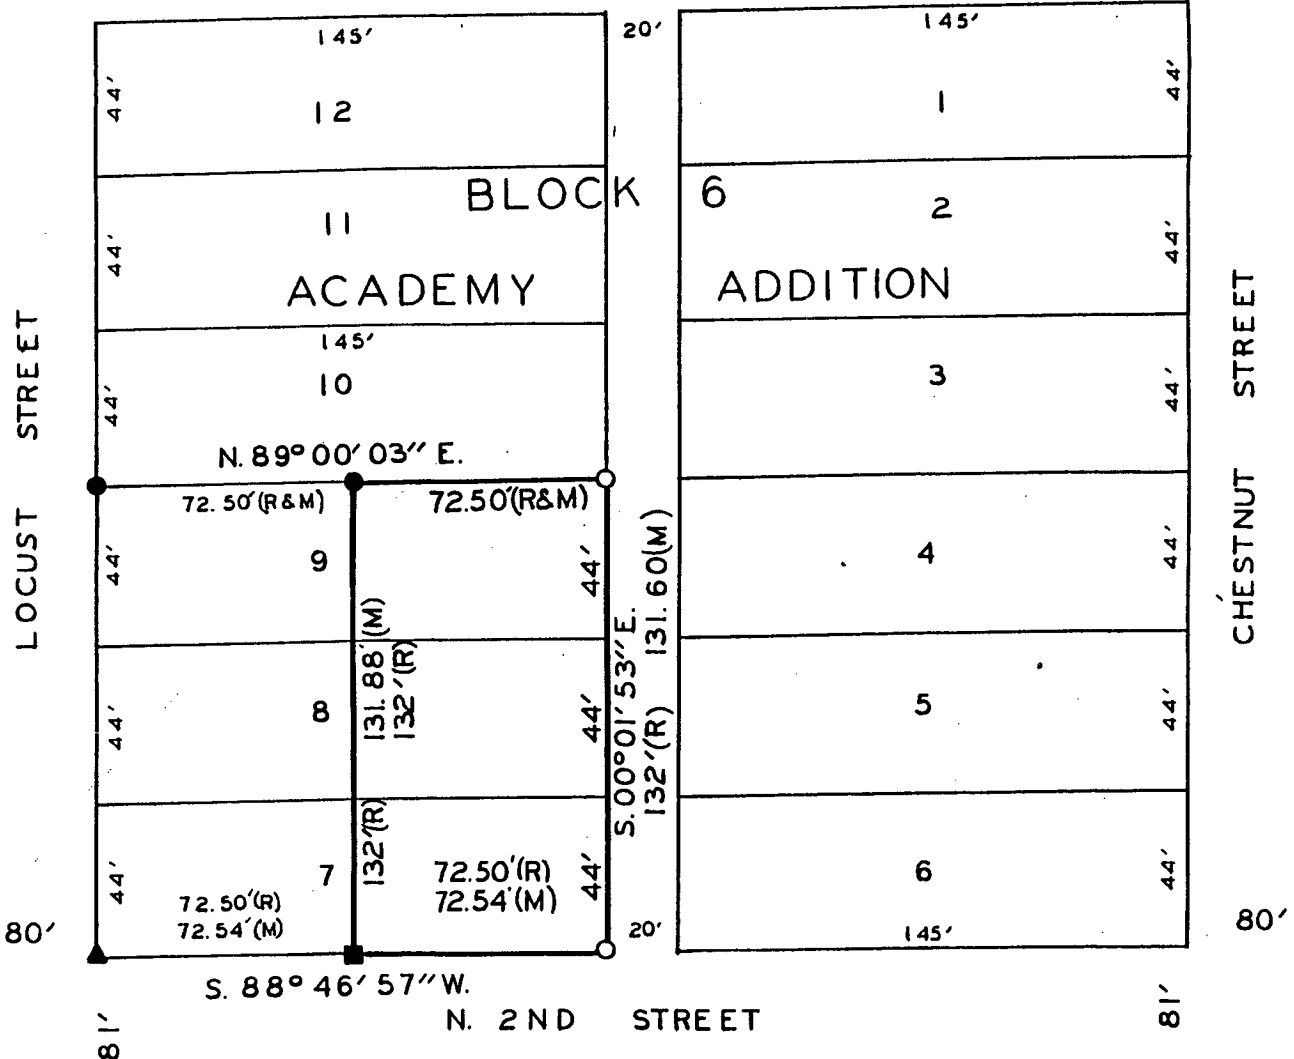 145'
20'
145'
44'
12
1
44'
BLOCK 6
44'
11
2
44'
ACADEMY ADDITION
LOCUST STREET
CHESTNUT STREET
145'
44'
10
3
44'
N. 89° 00' 03" E.
72.50'(R&M)
72.50'(R&M)
44'
9
44'
4
44'
131.88'(M)
132'(R)
S. 00° 01' 53" E.
131.60(M)
132'(R)
44'
8
44'
5
44'
132'(R)
44'
7
44'
6
44'
72.50'(R)
72.54'(M)
72.50'(R)
72.54'(M)
80'
20'
145'
80'
S. 88° 46' 57" W.
81'
N. 2ND STREET
81'